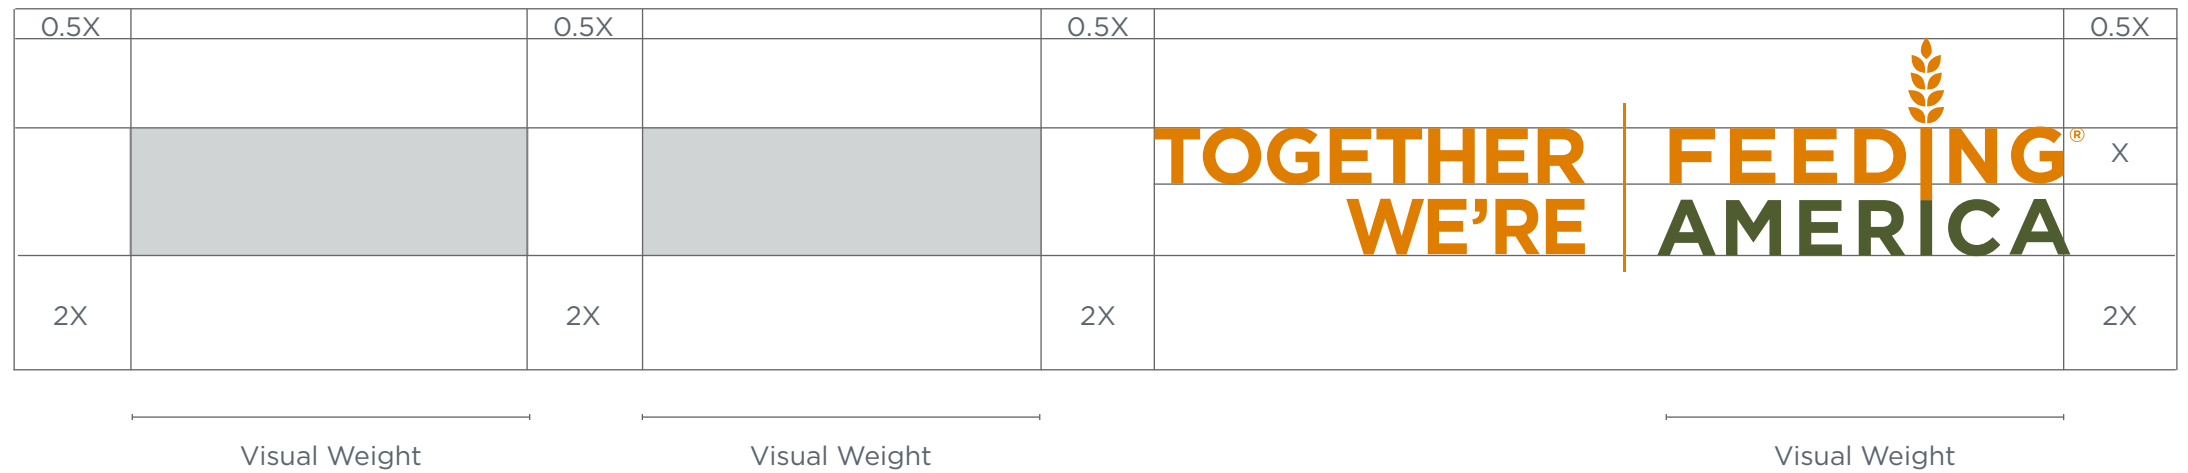 0.5X 0.5X 0.5X 0.5X
TOGETHER FEEDING® X
WE'RE AMERICA
2X 2X 2X 2X
Visual Weight Visual Weight Visual Weight